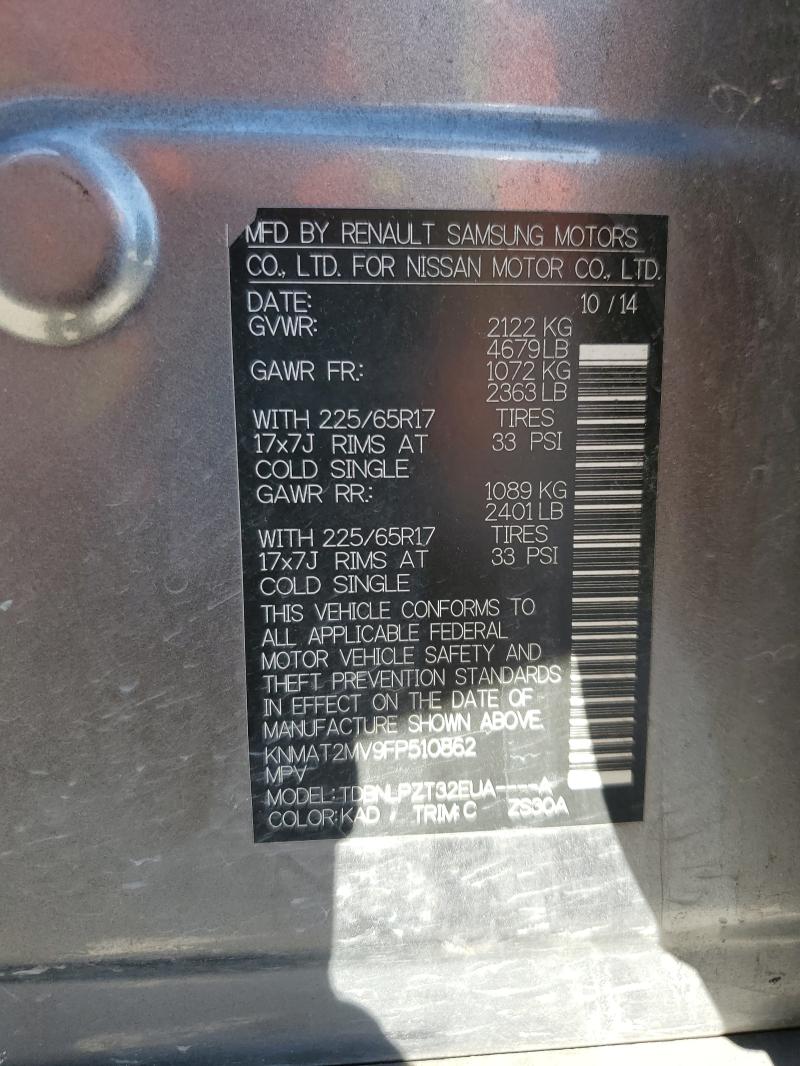 MFD BY RENAULT SAMSUNG MOTORS
CO., LTD. FOR NISSAN MOTOR CO., LTD.
DATE: 10 / 14
GVWR: 2122 KG
4679 LB
GAWR FR.: 1072 KG
2363 LB
WITH 225/65R17 TIRES
17x7J RIMS AT 33 PSI
COLD SINGLE
GAWR RR.: 1089 KG
2401 LB
WITH 225/65R17 TIRES
17x7J RIMS AT 33 PSI
COLD SINGLE
THIS VEHICLE CONFORMS TO
ALL APPLICABLE FEDERAL
MOTOR VEHICLE SAFETY AND
THEFT PREVENTION STANDARDS
IN EFFECT ON THE DATE OF
MANUFACTURE SHOWN ABOVE.
KNMAT2MV9FP510862
MPV
MODEL: TDBNLPZT32EUA----A
COLOR: KAD / TRIM: C ZS30A